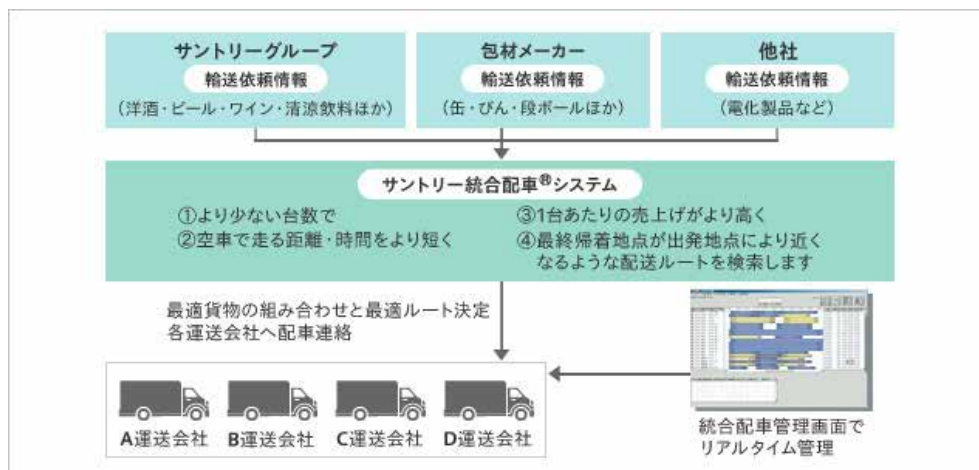 サントリーグループ
輸送依頼情報
(洋酒・ビール・ワイン・清涼飲料ほか)
包材メーカー
輸送依頼情報
(缶・びん・段ボールほか)
他社
輸送依頼情報
(電化製品など)
サントリー統合配車®システム
①より少ない台数で
②空車で走る距離・時間をより短く
③1台あたりの売上げがより高く
④最終帰着地点が出発地点により近く
なるような配送ルートを検索します
最適貨物の組み合わせと最適ルート決定
各運送会社へ配車連絡
A運送会社
B運送会社
C運送会社
D運送会社
統合配車管理画面で
リアルタイム管理